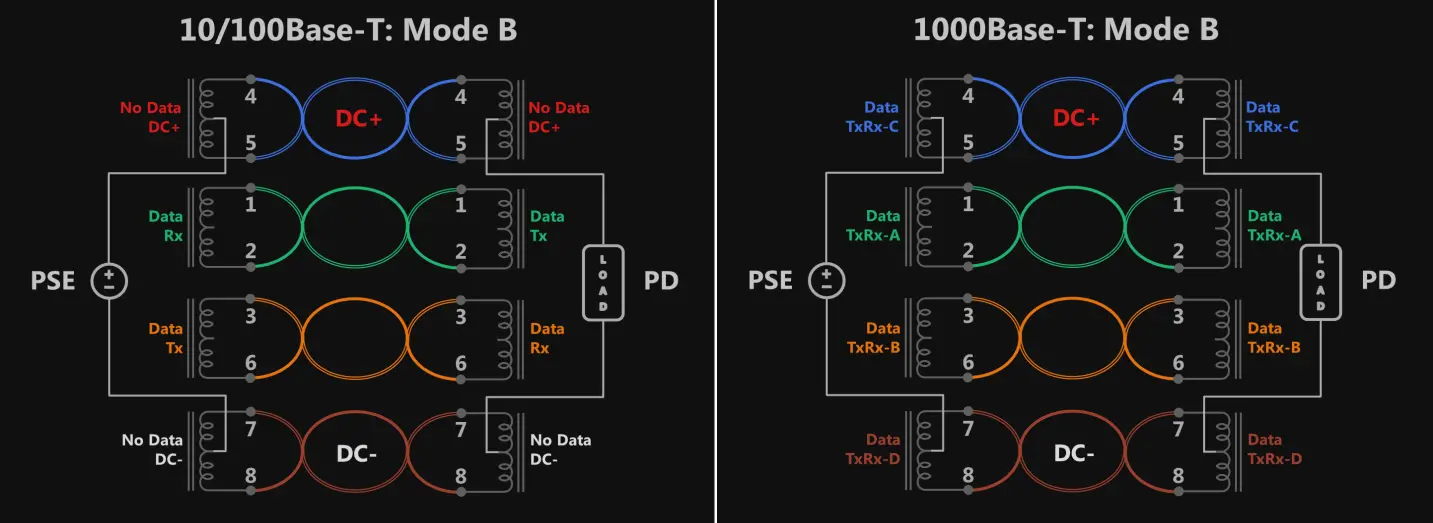 10/100Base-T: Mode B
No Data
DC+
4
5
DC+
4
5
No Data
DC+
Data
Rx
1
2
1
2
Data
Tx
PSE
+
−
LOAD
PD
Data
Tx
3
6
3
6
Data
Rx
No Data
DC-
7
8
DC-
7
8
No Data
DC-
1000Base-T: Mode B
Data
TxRx-C
4
5
DC+
4
5
Data
TxRx-C
Data
TxRx-A
1
2
1
2
Data
TxRx-A
PSE
+
−
LOAD
PD
Data
TxRx-B
3
6
3
6
Data
TxRx-B
Data
TxRx-D
7
8
DC-
7
8
Data
TxRx-D